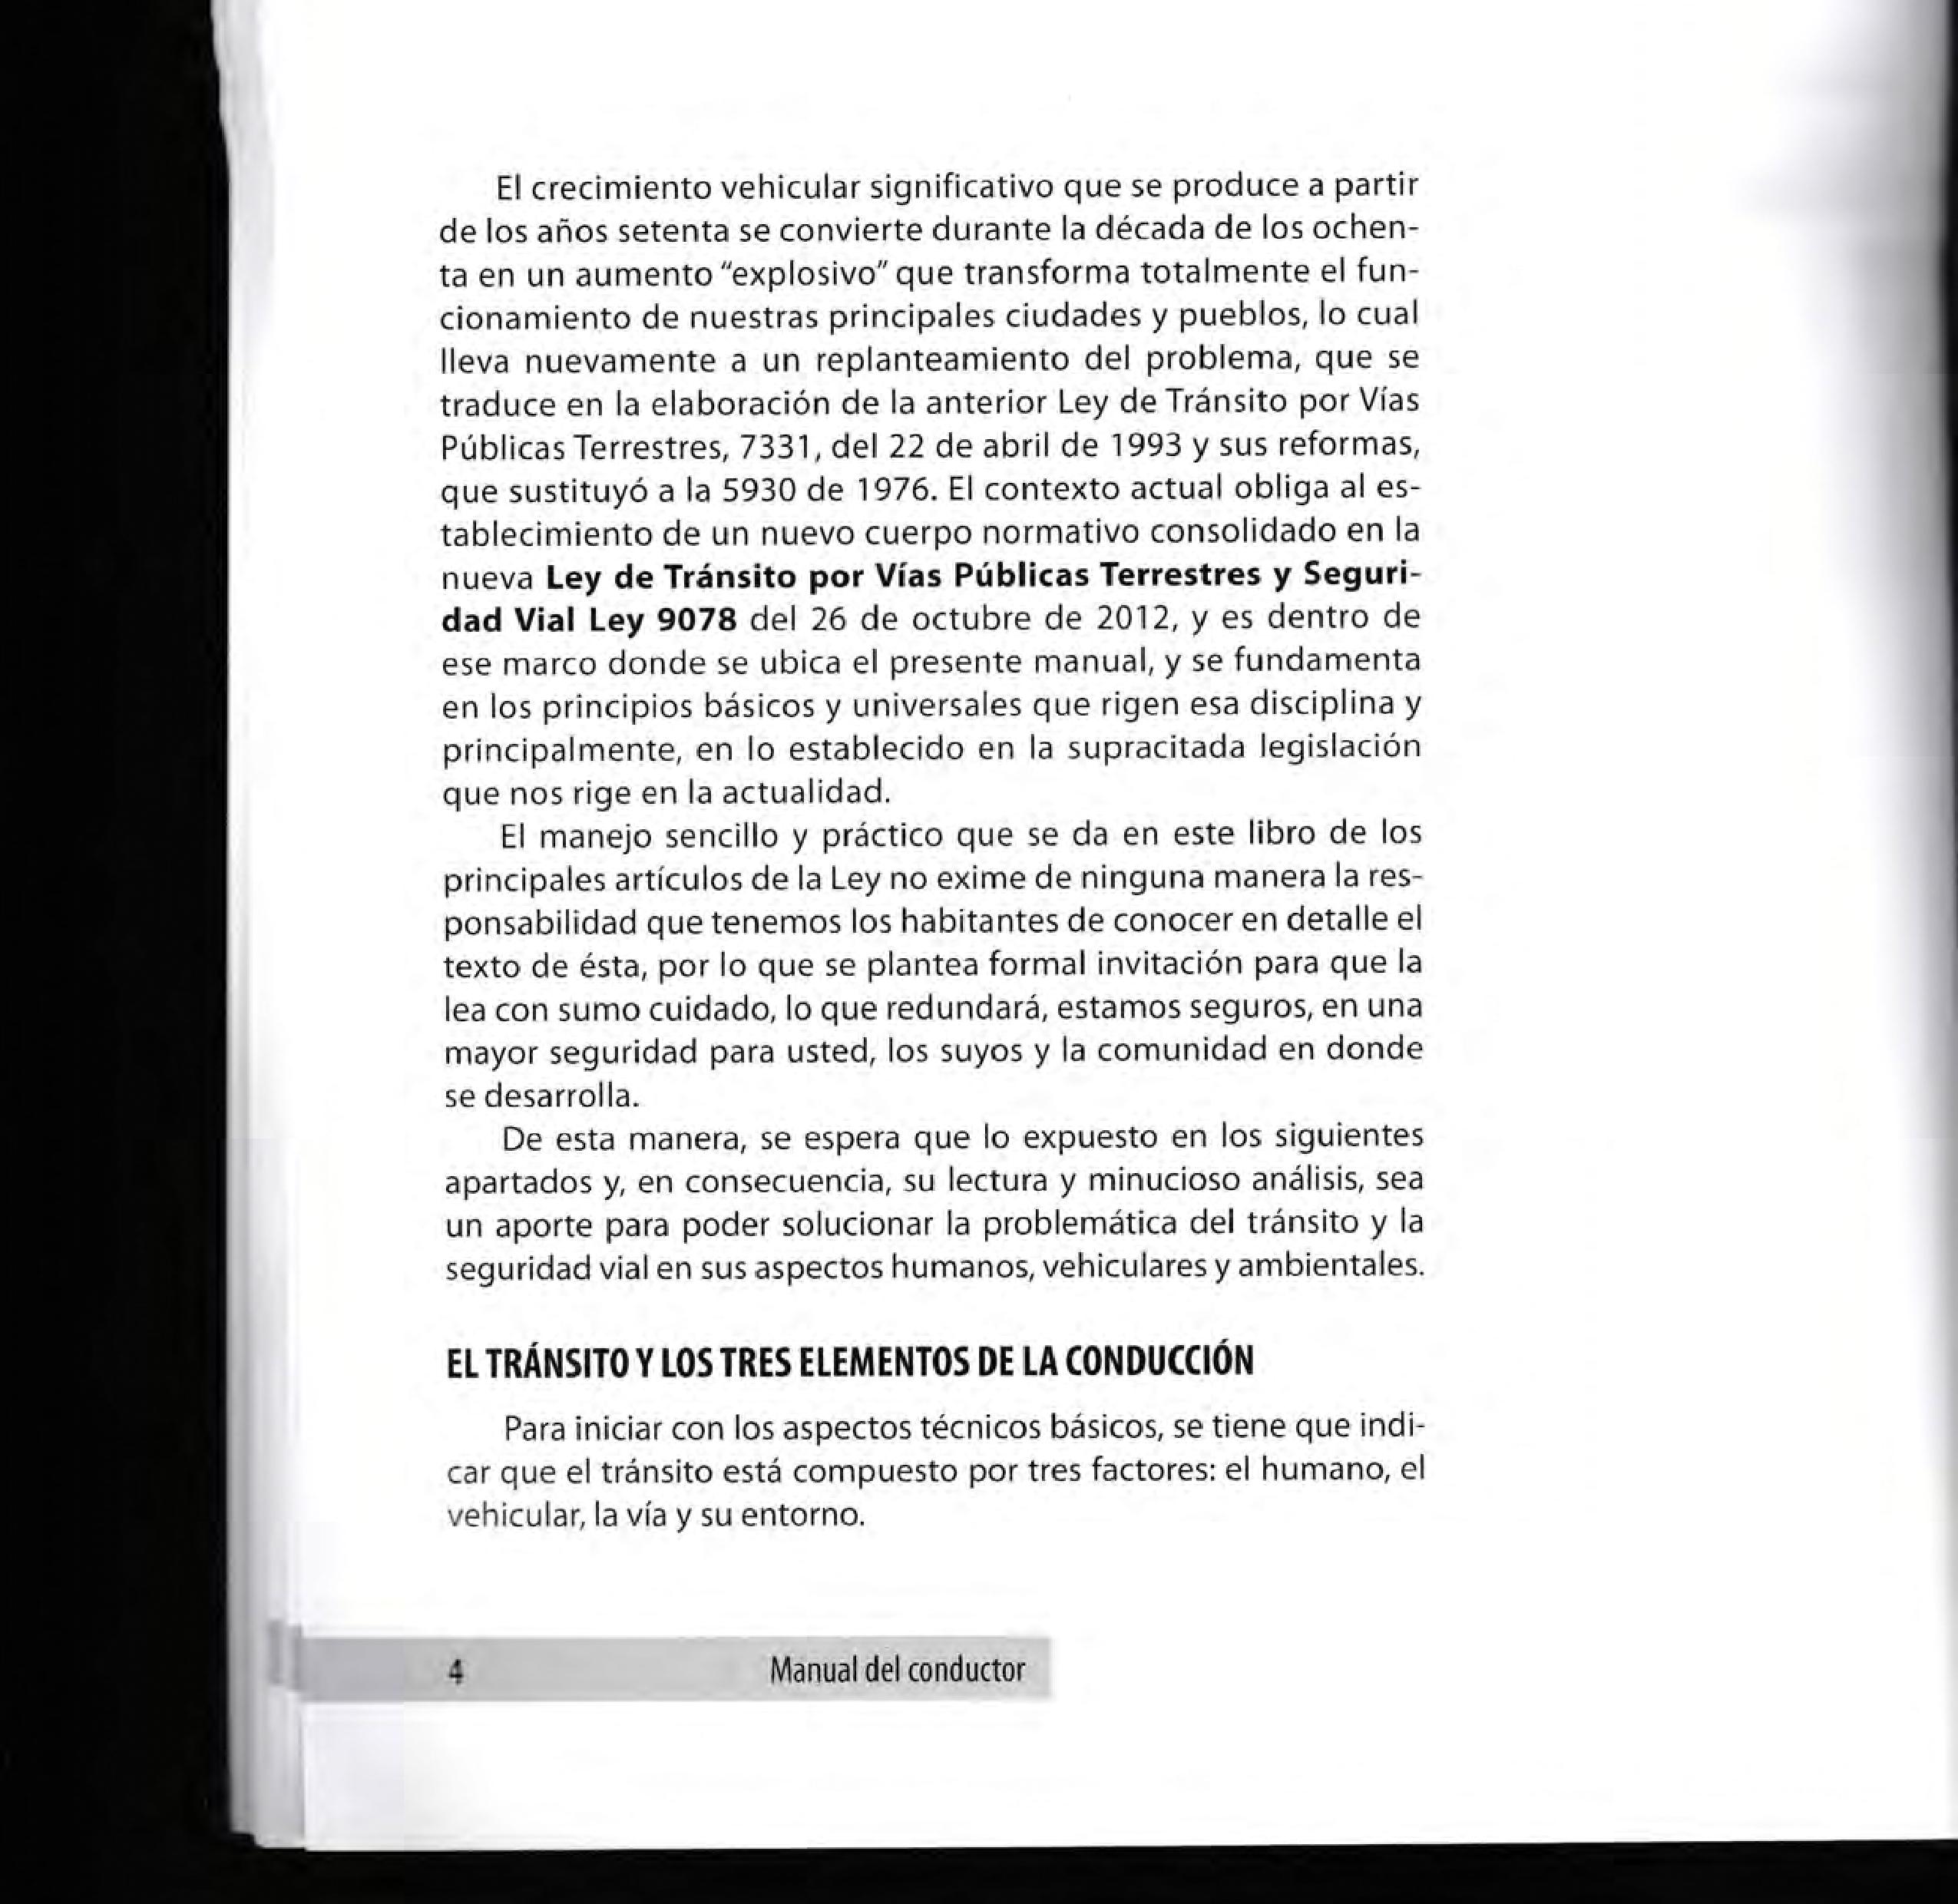 El crecimiento vehicular significativo que se produce a partir
de los años setenta se convierte durante la década de los ochen-
ta en un aumento "explosivo" que transforma totalmente el fun-
cionamiento de nuestras principales ciudades y pueblos, lo cual
lleva nuevamente a un replanteamiento del problema, que se
traduce en la elaboración de la anterior Ley de Tránsito por Vías
Públicas Terrestres, 7331, del 22 de abril de 1993 y sus reformas,
que sustituyó a la 5930 de 1976. El contexto actual obliga al es-
tablecimiento de un nuevo cuerpo normativo consolidado en la
nueva Ley de Tránsito por Vías Públicas Terrestres y Seguri-
dad Vial Ley 9078 del 26 de octubre de 2012, y es dentro de
ese marco donde se ubica el presente manual, y se fundamenta
en los principios básicos y universales que rigen esa disciplina y
principalmente, en lo establecido en la supracitada legislación
que nos rige en la actualidad.
El manejo sencillo y práctico que se da en este libro de los
principales artículos de la Ley no exime de ninguna manera la res-
ponsabilidad que tenemos los habitantes de conocer en detalle el
texto de ésta, por lo que se plantea formal invitación para que la
lea con sumo cuidado, lo que redundará, estamos seguros, en una
mayor seguridad para usted, los suyos y la comunidad en donde
se desarrolla.
De esta manera, se espera que lo expuesto en los siguientes
apartados y, en consecuencia, su lectura y minucioso análisis, sea
un aporte para poder solucionar la problemática del tránsito y la
seguridad vial en sus aspectos humanos, vehiculares y ambientales.
EL TRÁNSITO Y LOS TRES ELEMENTOS DE LA CONDUCCIÓN
Para iniciar con los aspectos técnicos básicos, se tiene que indi-
car que el tránsito está compuesto por tres factores: el humano, el
vehicular, la vía y su entorno.
4 Manual del conductor